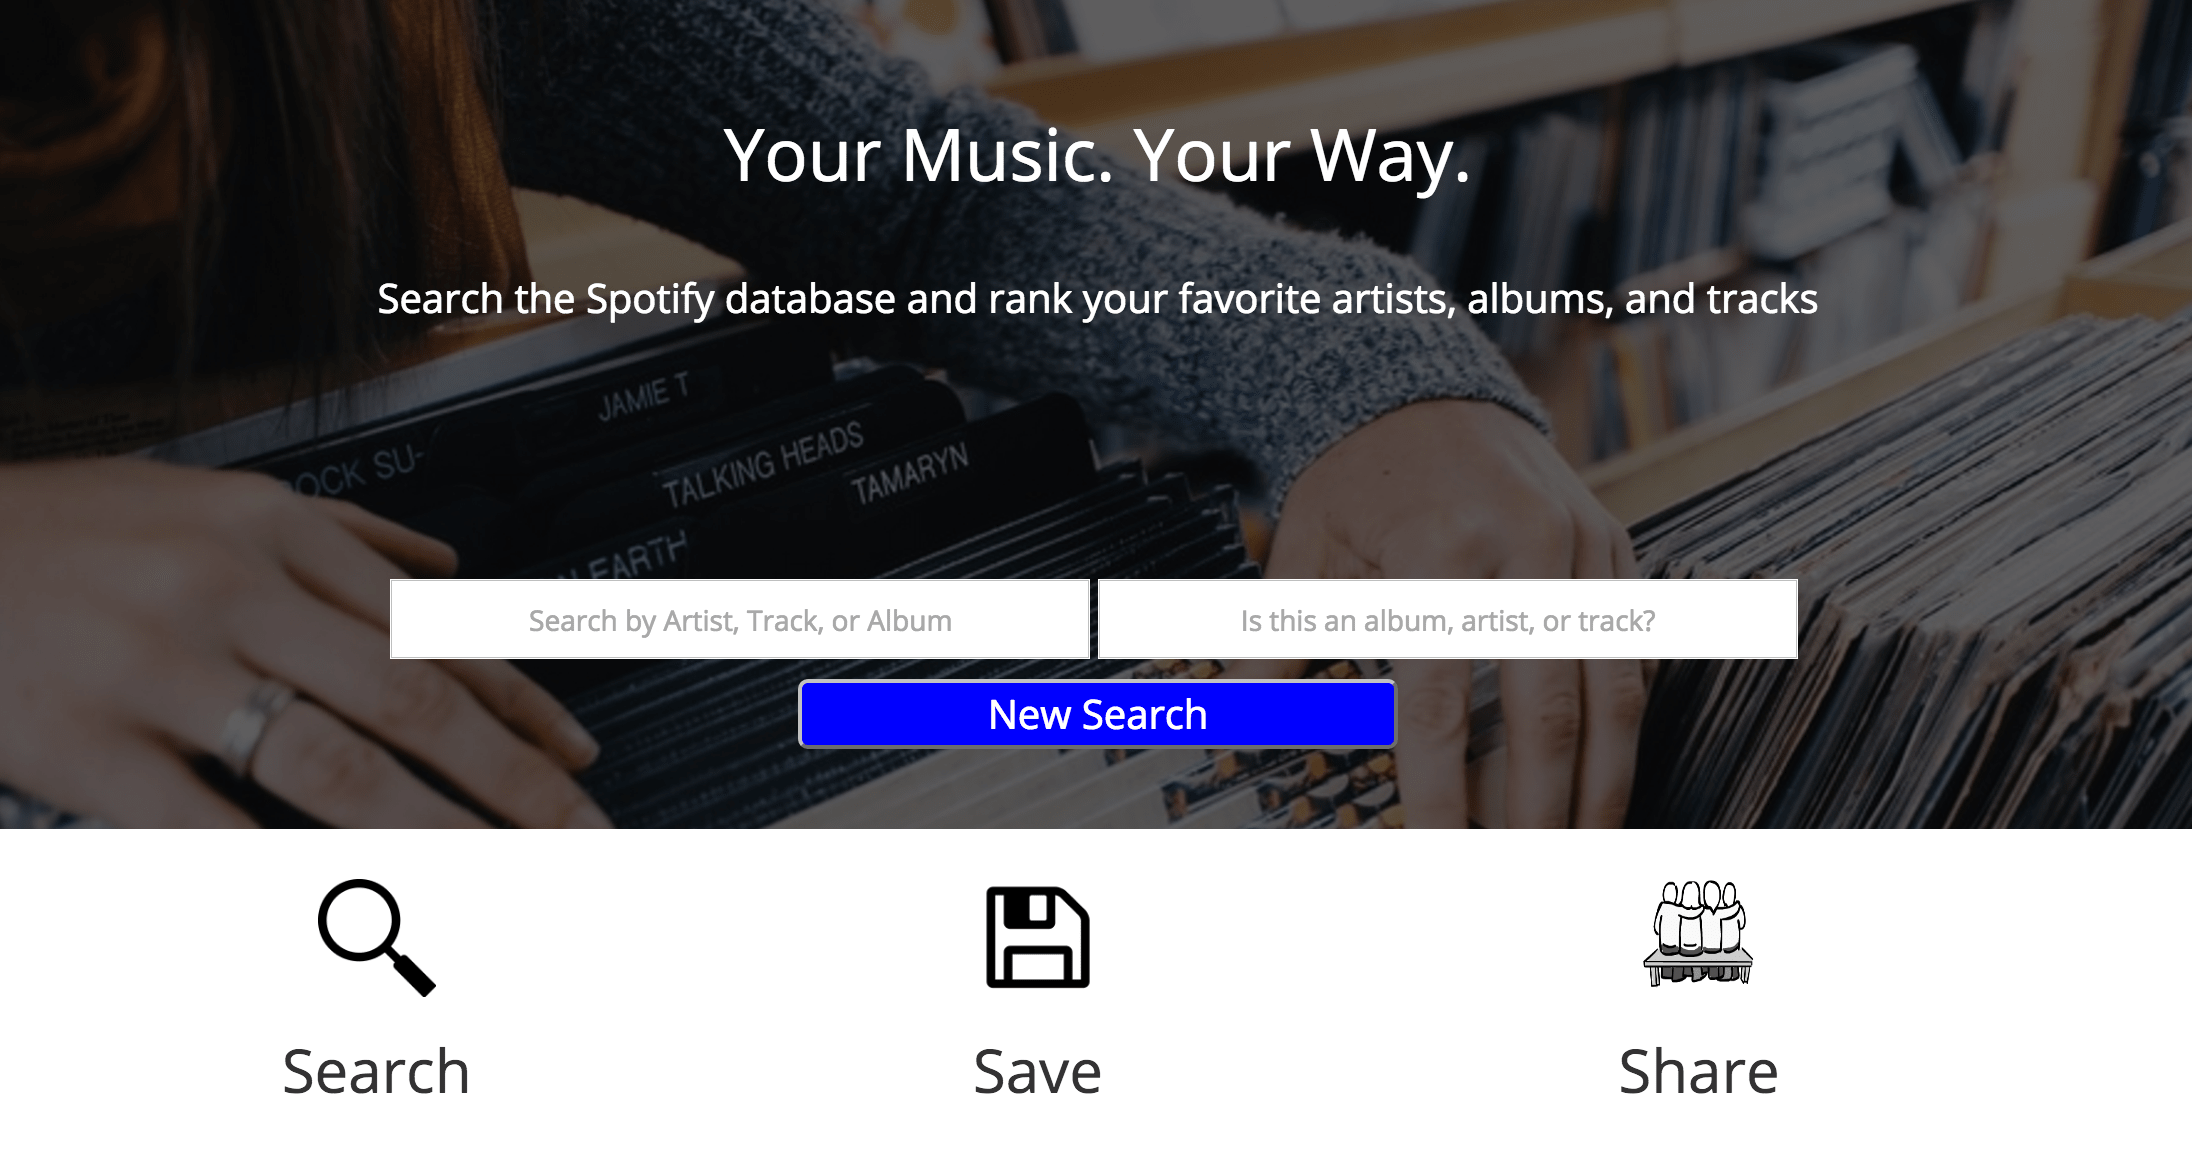 Your Music. Your Way.
Search the Spotify database and rank your favorite artists, albums, and tracks
JAMIE T
OCK SU-
TALKING HEADS
TAMARYN
EARTH
Search by Artist, Track, or Album
Is this an album, artist, or track?
New Search
Search
Save
Share